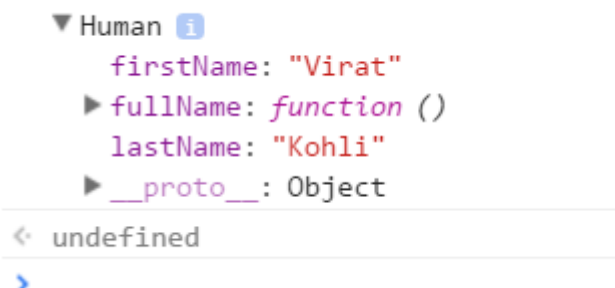 ▼ Human i
firstName: "Virat"
▶ fullName: function ()
lastName: "Kohli"
▶ __proto__: Object
undefined